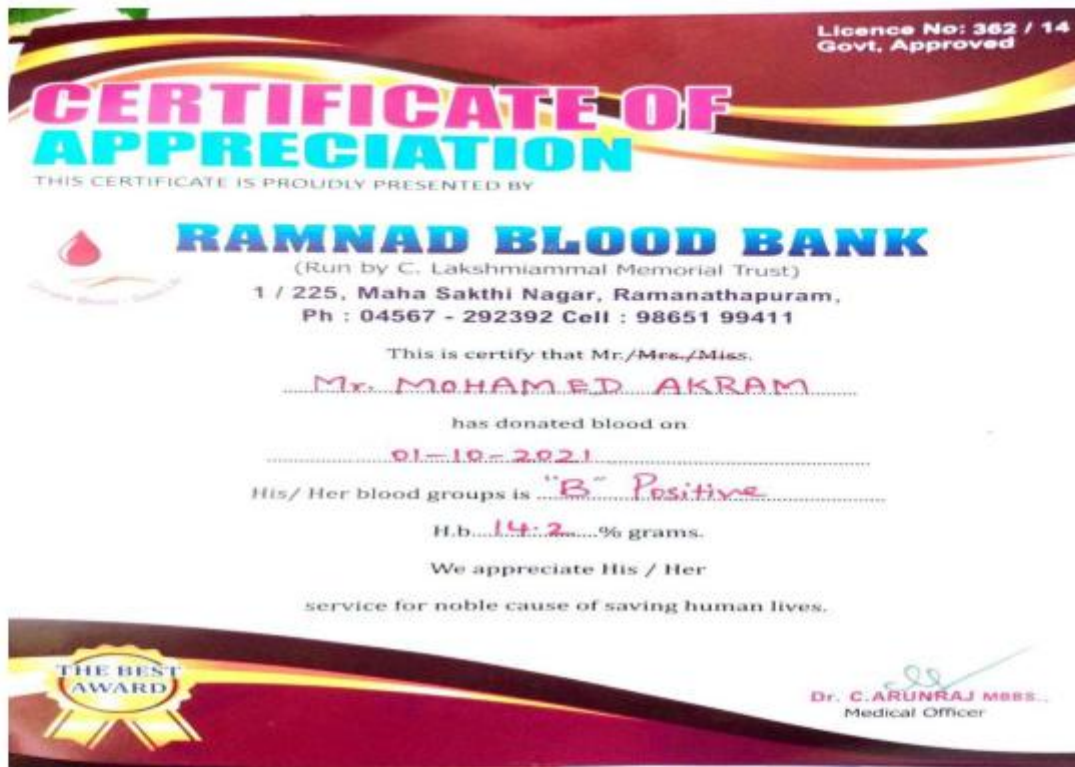 Licence No: 362 / 14
Govt, Approved
CERTIFICATE OF
APPRECIATION
THIS CERTIFICATE IS PROUDLY PRESENTED BY
RAMNAD BLOOD BANK
(Run by C. Lakshmiammal Memorial Trust)
1 / 225, Maha Sakthi Nagar, Ramanathapuram,
Ph : 04567 - 292392 Cell : 98651 99411
This is certify that Mr./Mrs./Miss.
Mr. MOHAMED AKRAM
has donated blood on
01-10-2021
His/ Her blood groups is "B" Positive
H.b. 14.2 % grams.
We appreciate His / Her
service for noble cause of saving human lives.
THE BEST
AWARD
Dr. C.ARUNRAJ MBBS.,
Medical Officer